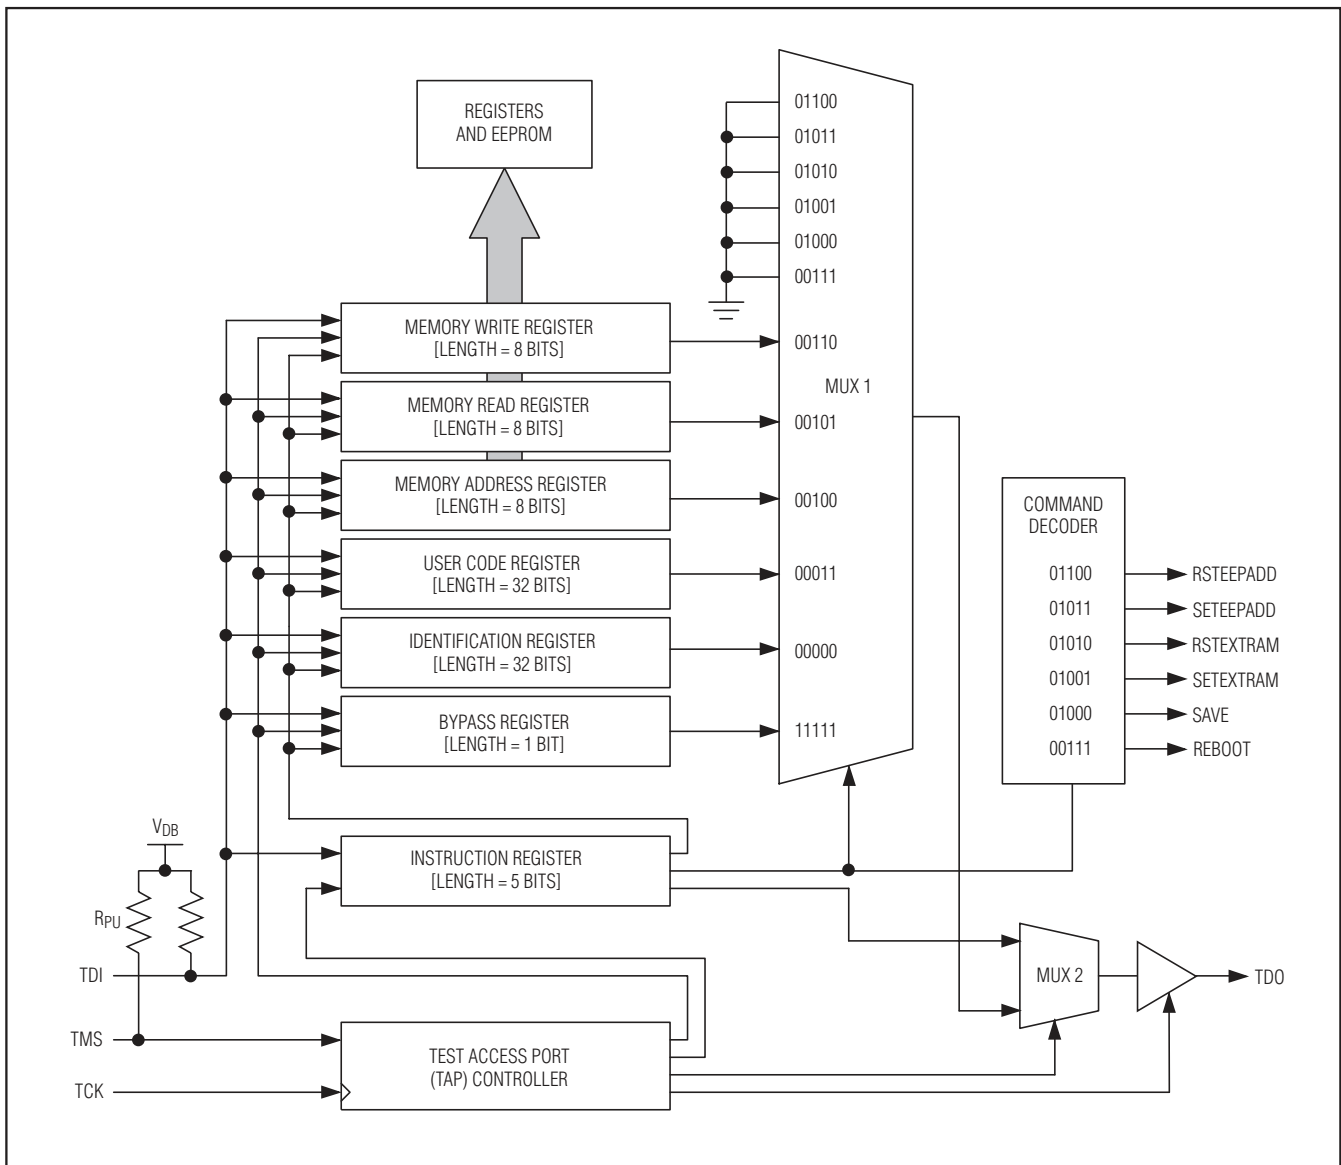 REGISTERS
AND EEPROM
01100
01011
01010
01001
01000
00111
MEMORY WRITE REGISTER
[LENGTH = 8 BITS]
00110
MUX 1
MEMORY READ REGISTER
[LENGTH = 8 BITS]
00101
MEMORY ADDRESS REGISTER
[LENGTH = 8 BITS]
00100
USER CODE REGISTER
[LENGTH = 32 BITS]
00011
IDENTIFICATION REGISTER
[LENGTH = 32 BITS]
00000
BYPASS REGISTER
[LENGTH = 1 BIT]
11111
COMMAND
DECODER
01100 RSTEEPADD
01011 SETEEPADD
01010 RSTEXTRAM
01001 SETEXTRAM
01000 SAVE
00111 REBOOT
VDB
RPU
INSTRUCTION REGISTER
[LENGTH = 5 BITS]
TDI
MUX 2
TDO
TMS
TEST ACCESS PORT
(TAP) CONTROLLER
TCK